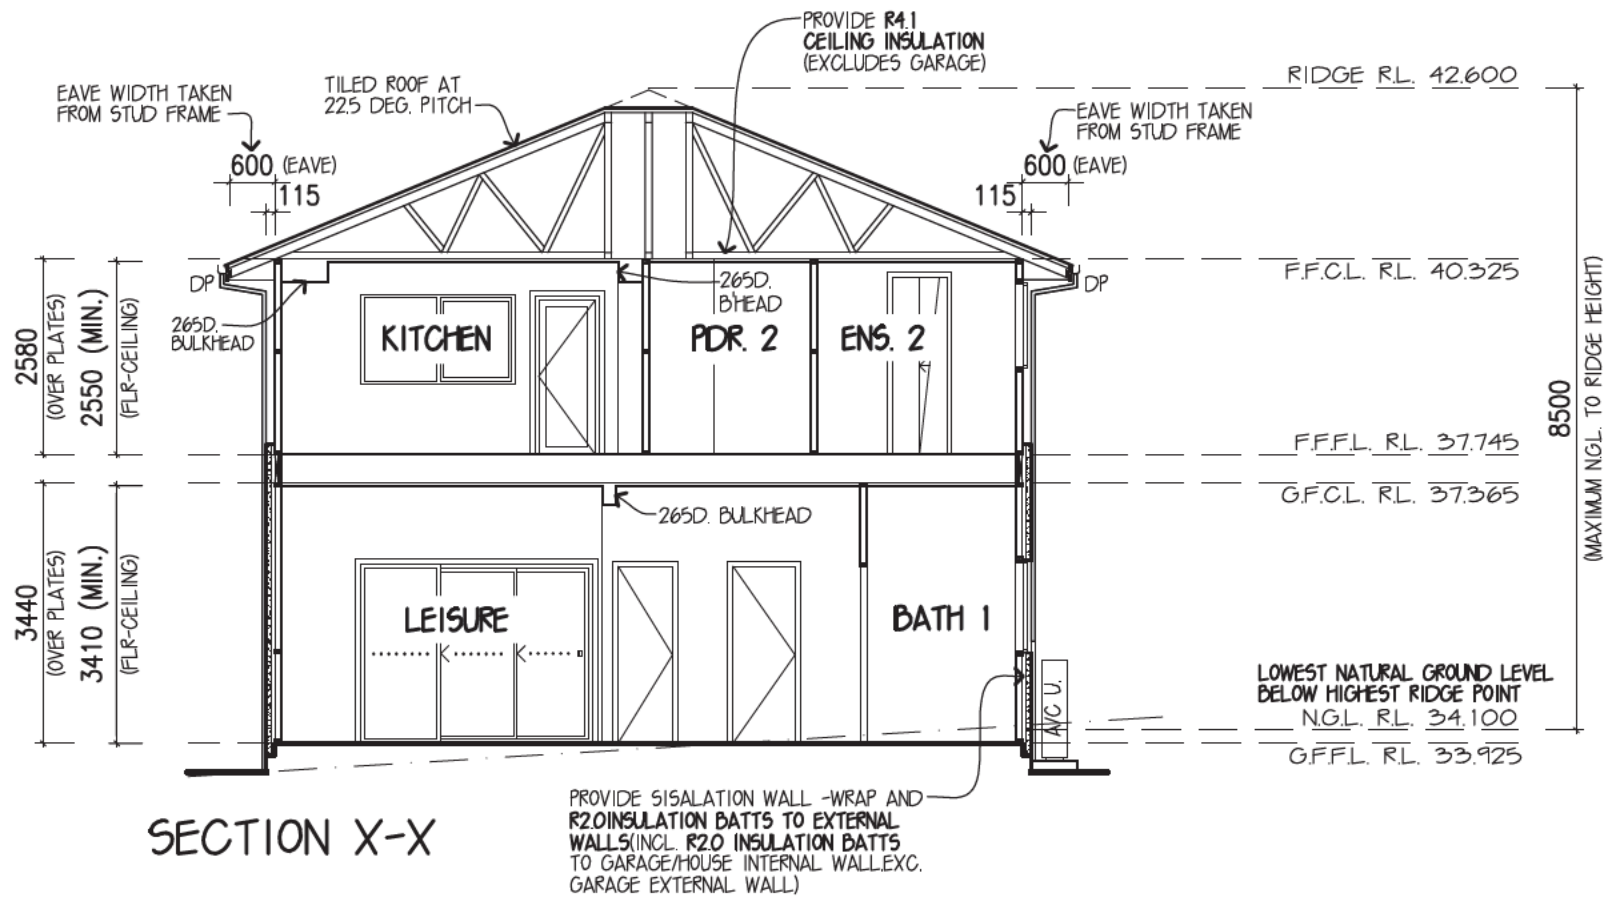 PROVIDE R4.1
CEILING INSULATION
(EXCLUDES GARAGE)
RIDGE R.L. 42.600
EAVE WIDTH TAKEN
FROM STUD FRAME
TILED ROOF AT
22.5 DEG. PITCH
EAVE WIDTH TAKEN
FROM STUD FRAME
600 (EAVE)
115
600 (EAVE)
115
DP
DP
F.F.C.L. R.L. 40.325
265D.
BULKHEAD
265D.
B'HEAD
KITCHEN
PDR. 2
ENS. 2
2580
(OVER PLATES)
2550 (MIN.)
(FLR-CEILING)
8500
(MAXIMUM N.G.L. TO RIDGE HEIGHT)
F.F.F.L. R.L. 37.745
G.F.C.L. R.L. 37.365
265D. BULKHEAD
3440
(OVER PLATES)
3410 (MIN.)
(FLR-CEILING)
LEISURE
BATH 1
A/C U.
LOWEST NATURAL GROUND LEVEL
BELOW HIGHEST RIDGE POINT
N.G.L. R.L. 34.100
G.F.F.L. R.L. 33.925
PROVIDE SISALATION WALL -WRAP AND
R2.0INSULATION BATTS TO EXTERNAL
WALLS(INCL. R2.0 INSULATION BATTS
TO GARAGE/HOUSE INTERNAL WALL.EXC.
GARAGE EXTERNAL WALL)
SECTION X-X